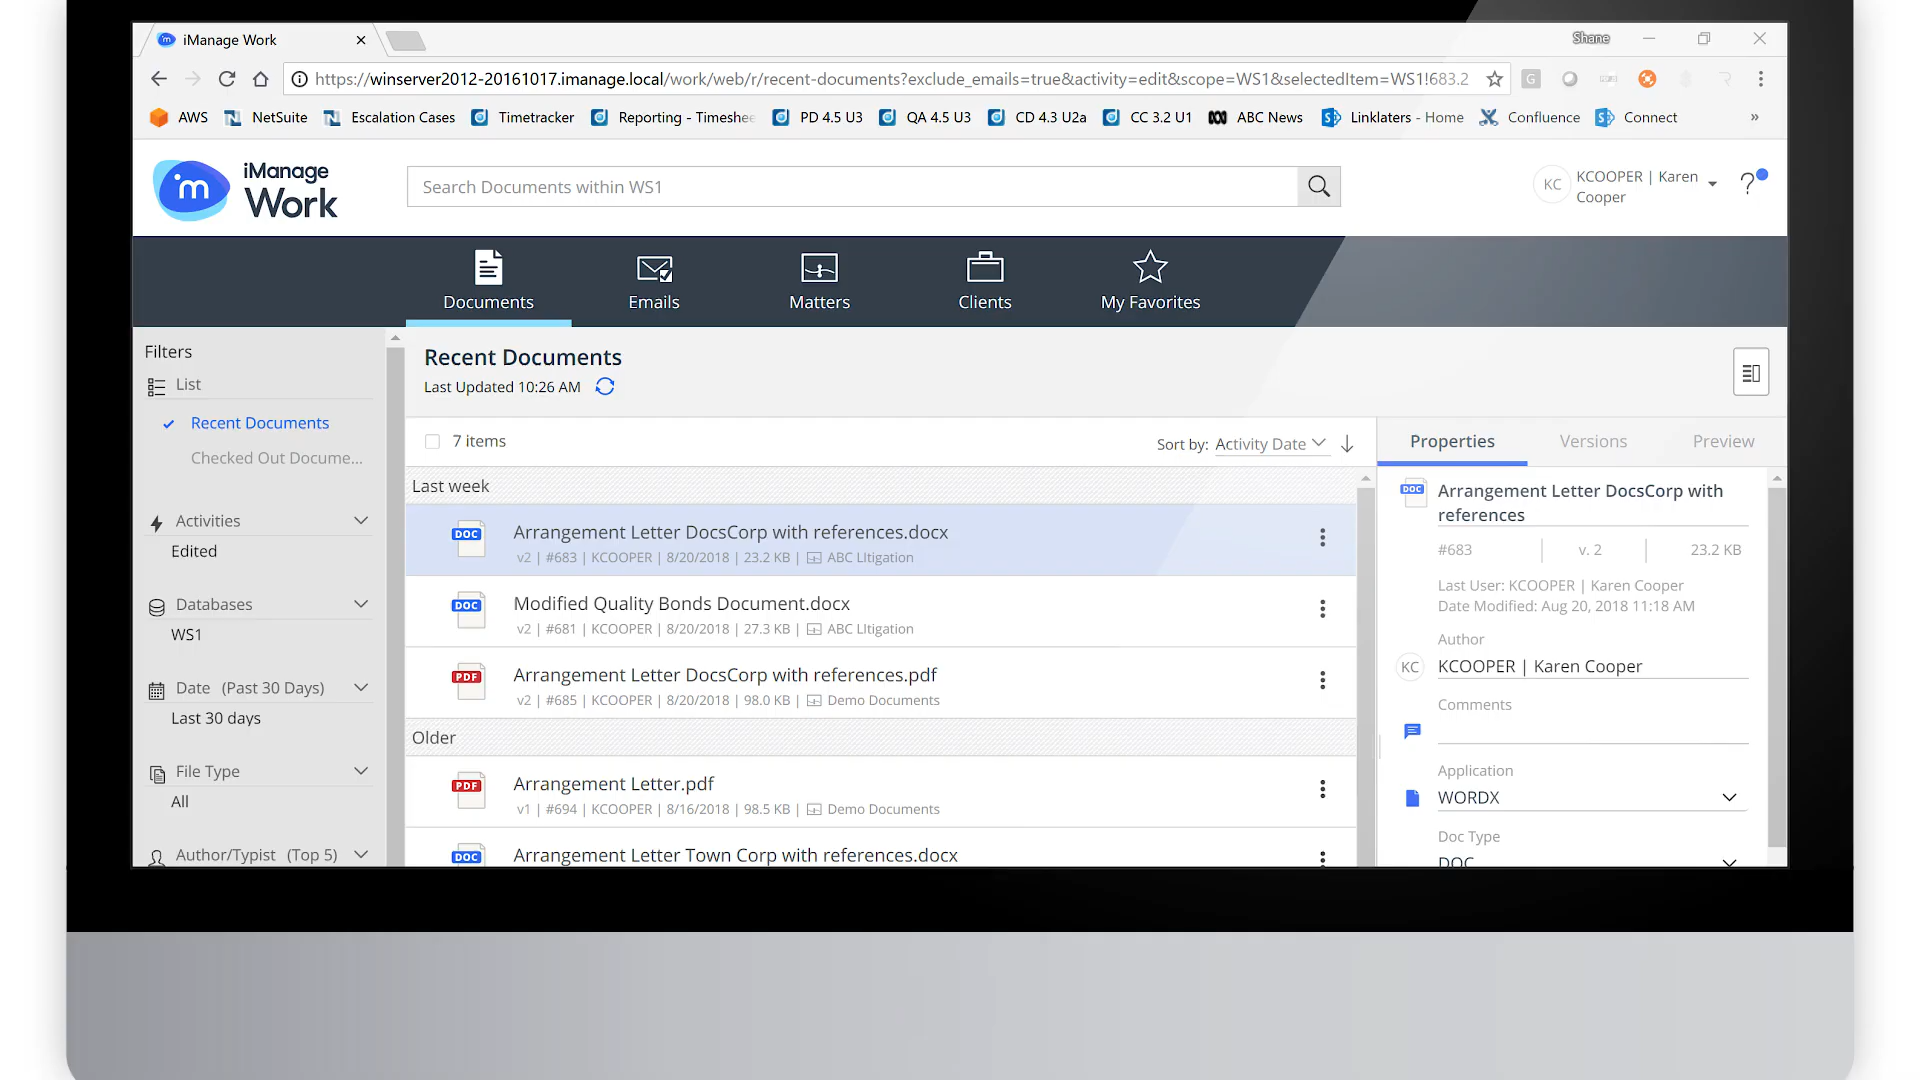 iManage Work
Shane
https://winserver2012-20161017.imanage.local/work/web/r/recent-documents?exclude_emails=true&activity=edit&scope=WS1&selectedItem=WS1!683.2
AWS NetSuite Escalation Cases Timetracker Reporting - Timeshee PD 4.5 U3 QA 4.5 U3 CD 4.3 U2a CC 3.2 U1 ABC News Linklaters - Home Confluence Connect »
m iManage Work
Search Documents within WS1
KC KCOOPER | Karen Cooper
?
Documents Emails Matters Clients My Favorites
Filters
List
Recent Documents
Checked Out Docume...
Activities
Edited
Databases
WS1
Date (Past 30 Days)
Last 30 days
File Type
All
Author/Typist (Top 5)
Recent Documents
Last Updated 10:26 AM
7 items
Sort by: Activity Date
Last week
DOC Arrangement Letter DocsCorp with references.docx
v2 | #683 | KCOOPER | 8/20/2018 | 23.2 KB | ABC LItigation
DOC Modified Quality Bonds Document.docx
v2 | #681 | KCOOPER | 8/20/2018 | 27.3 KB | ABC LItigation
PDF Arrangement Letter DocsCorp with references.pdf
v2 | #685 | KCOOPER | 8/20/2018 | 98.0 KB | Demo Documents
Older
PDF Arrangement Letter.pdf
v1 | #694 | KCOOPER | 8/16/2018 | 98.5 KB | Demo Documents
DOC Arrangement Letter Town Corp with references.docx
Properties Versions Preview
DOC Arrangement Letter DocsCorp with
references
#683 v. 2 23.2 KB
Last User: KCOOPER | Karen Cooper
Date Modified: Aug 20, 2018 11:18 AM
Author
KC KCOOPER | Karen Cooper
Comments
Application
WORDX
Doc Type
DOC